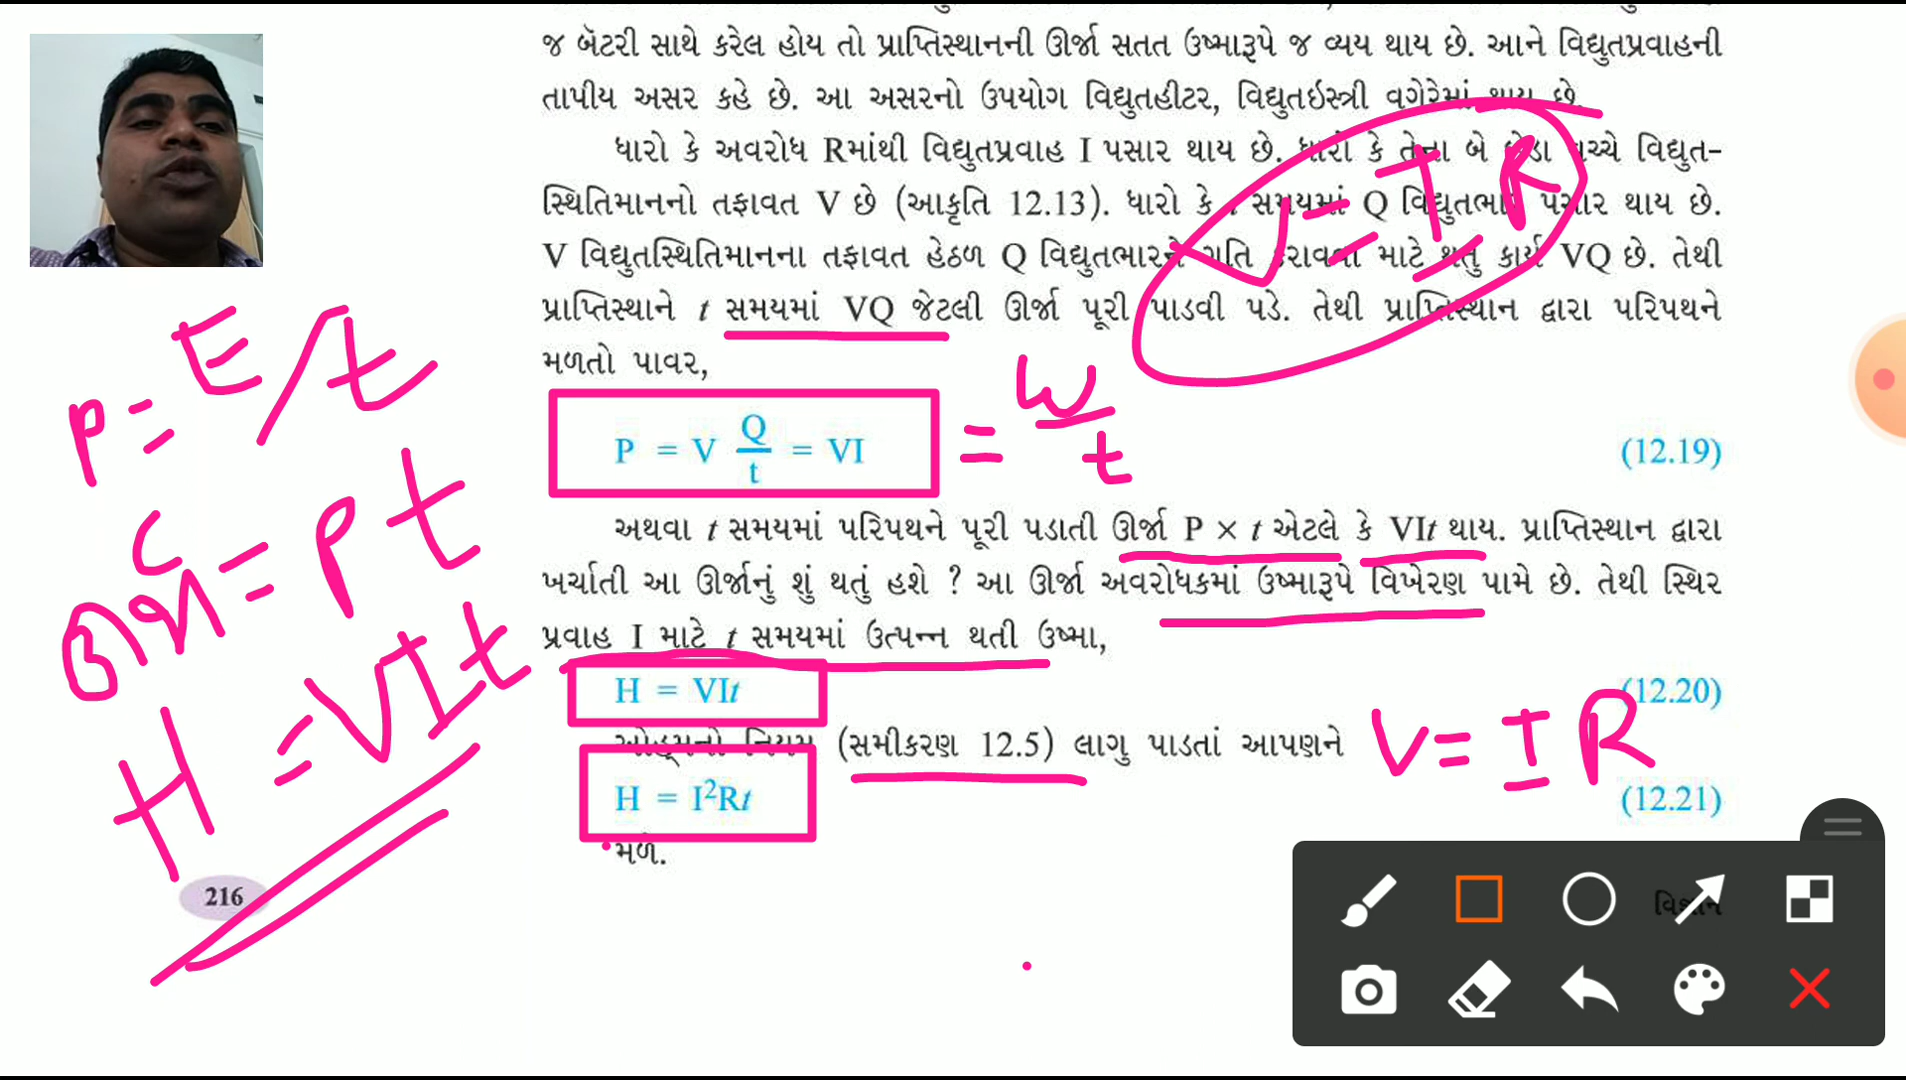 જ બૅટરી સાથે કરેલ હોય તો પ્રાપ્તિસ્થાનની ઊર્જા સતત ઉષ્મારૂપે જ વ્યય થાય છે. આને વિદ્યુતપ્રવાહની
તાપીય અસર કહે છે. આ અસરનો ઉપયોગ વિદ્યુતહીટર, વિદ્યુતઇસ્ત્રી વગેરેમાં થાય છે.
ધારો કે અવરોધ Rમાંથી વિદ્યુતપ્રવાહ I પસાર થાય છે. ધારો કે તેના બે છેડા વચ્ચે વિદ્યુત-
સ્થિતિમાનનો તફાવત V છે (આકૃતિ 12.13). ધારો કે t સમયમાં Q વિદ્યુતભાર પસાર થાય છે.
V વિદ્યુતસ્થિતિમાનના તફાવત હેઠળ Q વિદ્યુતભારને ગતિ કરાવવા માટે થતું કાર્ય VQ છે. તેથી
પ્રાપ્તિસ્થાને t સમયમાં VQ જેટલી ઊર્જા પૂરી પાડવી પડે. તેથી પ્રાપ્તિસ્થાન દ્વારા પરિપથને
મળતો પાવર,
V = IR
P = E/t
P = V Q/t = VI = W/t (12.19)
અથવા t સમયમાં પરિપથને પૂરી પડાતી ઊર્જા P × t એટલે કે VIt થાય. પ્રાપ્તિસ્થાન દ્વારા
ખર્ચાતી આ ઊર્જાનું શું થતું હશે ? આ ઊર્જા અવરોધકમાં ઉષ્મારૂપે વિખેરણ પામે છે. તેથી સ્થિર
પ્રવાહ I માટે t સમયમાં ઉત્પન્ન થતી ઉષ્મા,
= Pt
H = VIt (12.20)
H = VIt
ઓહ્મનો નિયમ (સમીકરણ 12.5) લાગુ પાડતાં આપણને
V = IR
H = I²Rt (12.21)
મળે.
216
વિજ્ઞાન